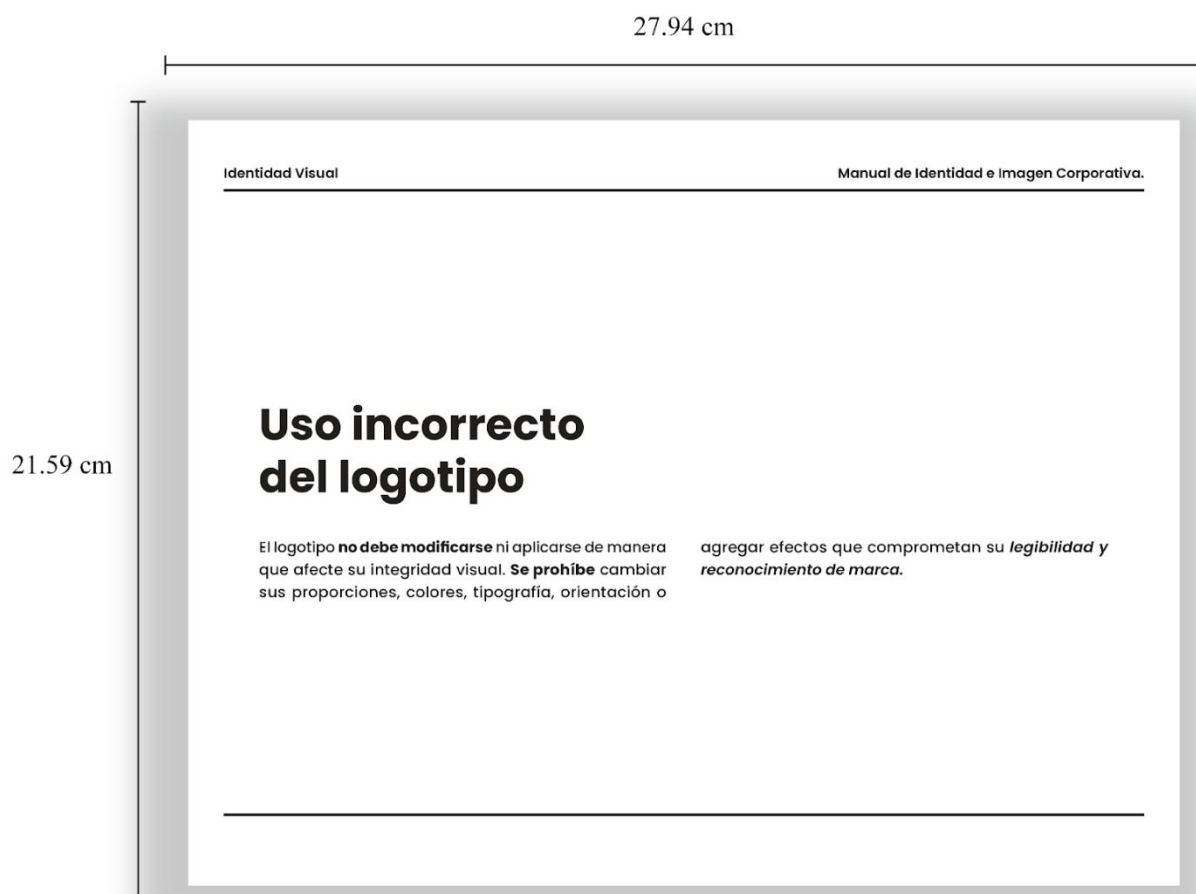 27.94 cm
21.59 cm
Identidad Visual
Manual de Identidad e Imagen Corporativa.
Uso incorrecto
del logotipo
El logotipo no debe modificarse ni aplicarse de manera
que afecte su integridad visual. Se prohíbe cambiar
sus proporciones, colores, tipografía, orientación o
agregar efectos que comprometan su legibilidad y
reconocimiento de marca.